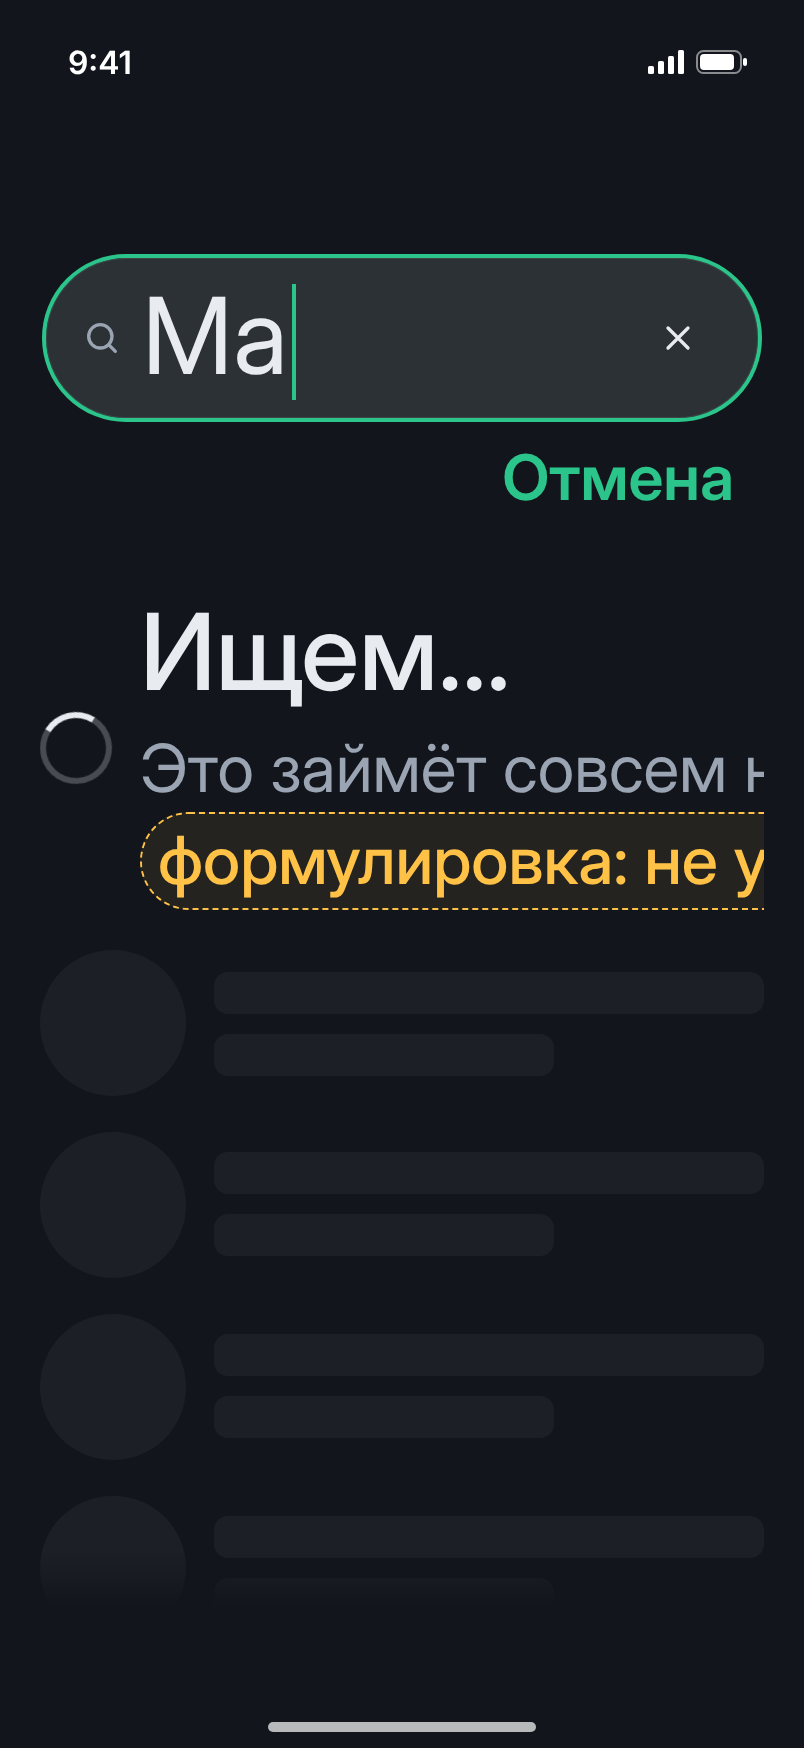 9:41
Ма
Отмена
Ищем...
Это займёт совсем
формулировка: не